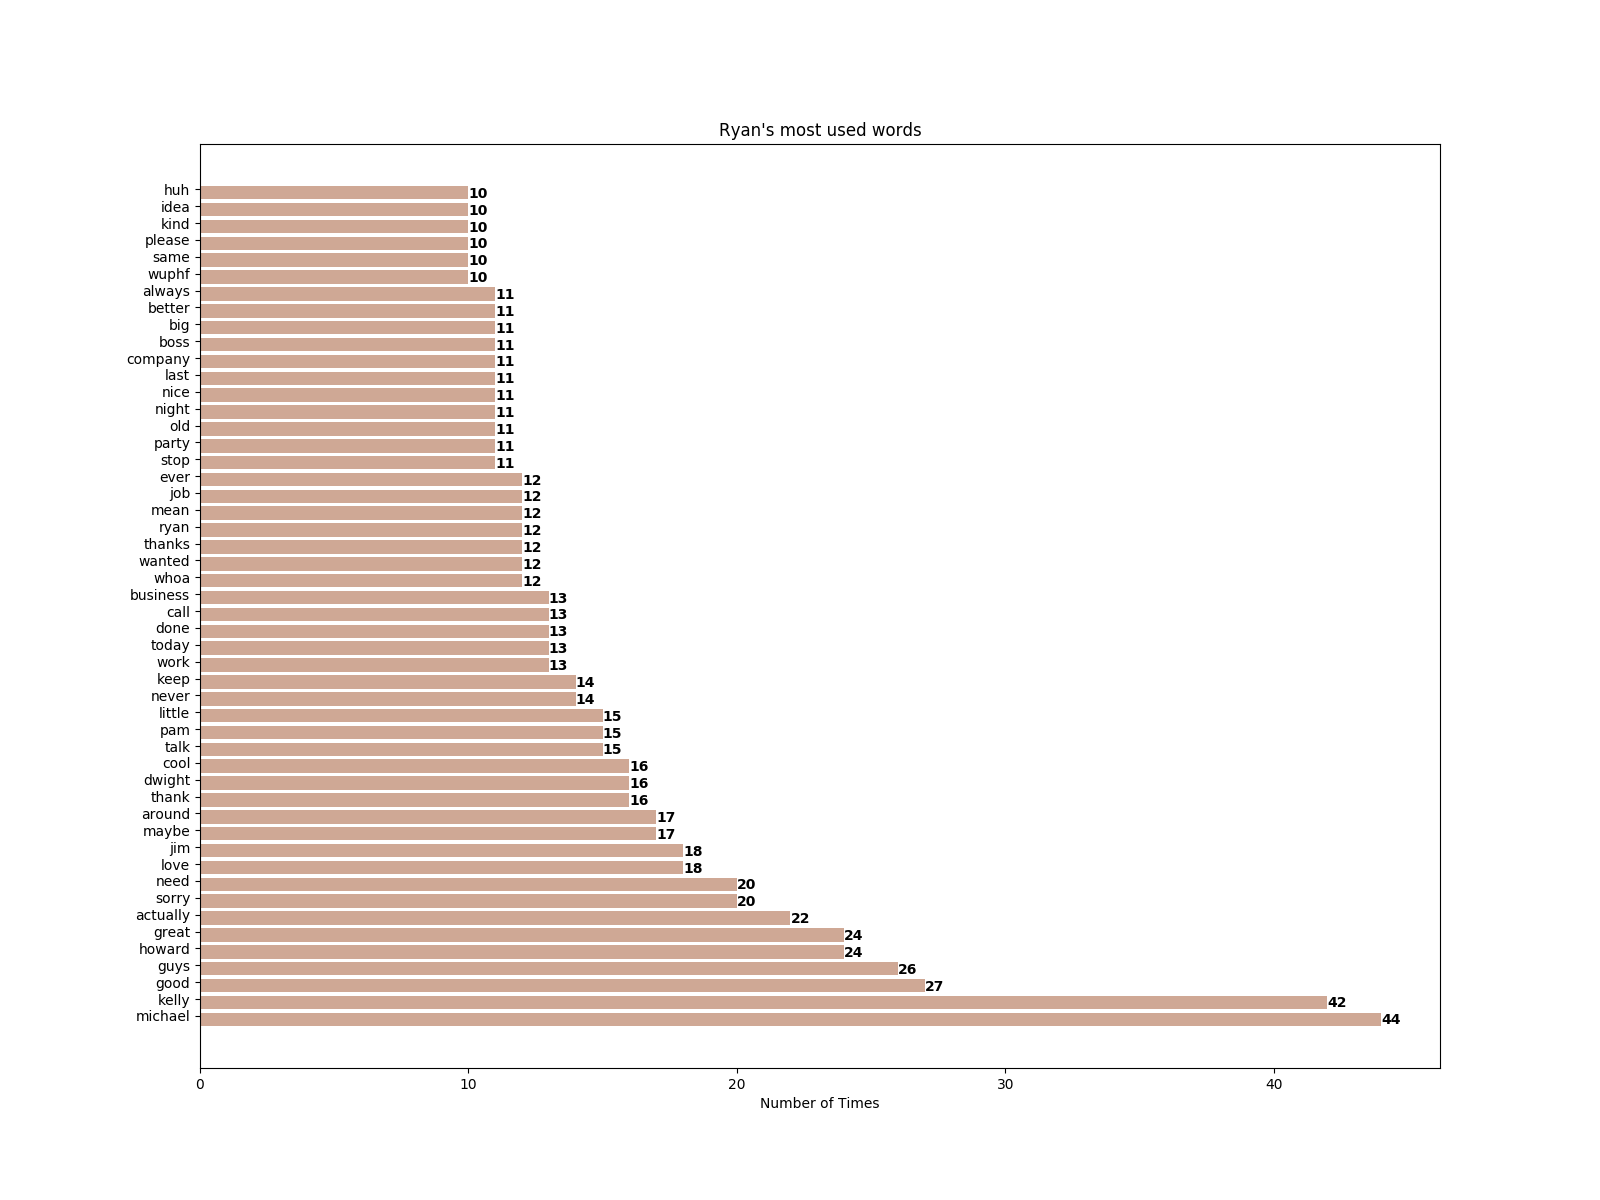 Ryan's most used words
huh 10
idea 10
kind 10
please 10
same 10
wuphf 10
always 11
better 11
big 11
boss 11
company 11
last 11
nice 11
night 11
old 11
party 11
stop 11
ever 12
job 12
mean 12
ryan 12
thanks 12
wanted 12
whoa 12
business 13
call 13
done 13
today 13
work 13
keep 14
never 14
little 15
pam 15
talk 15
cool 16
dwight 16
thank 16
around 17
maybe 17
jim 18
love 18
need 20
sorry 20
actually 22
great 24
howard 24
guys 26
good 27
kelly 42
michael 44
0 10 20 30 40
Number of Times